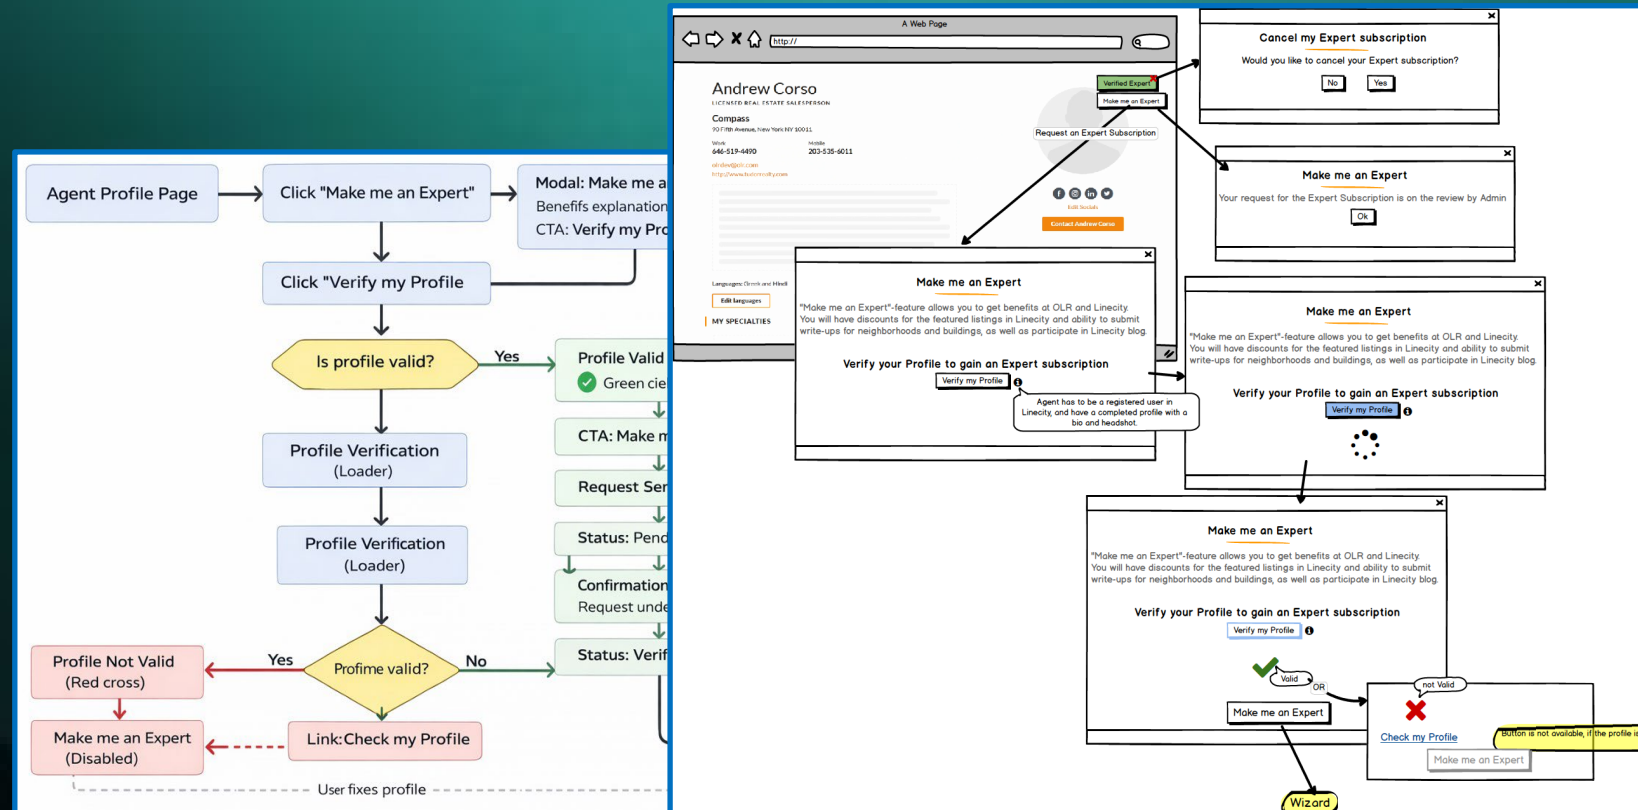 Agent Profile Page
Click "Make me an Expert"
Modal: Make me a
Benefifs explanation
CTA: Verify my Pro
Click "Verify my Profile
Is profile valid?
Yes
Profile Valid
Green cie
CTA: Make m
Profile Verification
(Loader)
Request Ser
Status: Pend
Profile Verification
(Loader)
Confirmation
Request unde
Profile Not Valid
(Red cross)
Yes
Profime valid?
No
Status: Verif
Make me an Expert
(Disabled)
Link:Check my Profile
User fixes profile
A Web Page
http://
Andrew Corso
LICENSED REAL ESTATE SALESPERSON
Compass
90 Fifth Avenue, New York NY 10011
Work
Mobile
646-519-4490
203-535-6011
Verified Expert
Make me an Expert
Request an Expert Subscription
Edit Socials
Contact Andrew Corso
Languages: Greek and Hindi
Edit languages
MY SPECIALTIES
Cancel my Expert subscription
Would you like to cancel your Expert subscription?
No
Yes
Make me an Expert
Your request for the Expert Subscription is on the review by Admin
Ok
Make me an Expert
"Make me an Expert"-feature allows you to get benefits at OLR and Linecity.
You will have discounts for the featured listings in Linecity and ability to submit
write-ups for neighborhoods and buildings, as well as participate in Linecity blog.
Verify your Profile to gain an Expert subscription
Verify my Profile
Agent has to be a registered user in
Linecity, and have a completed profile with a
bio and headshot.
Make me an Expert
"Make me an Expert"-feature allows you to get benefits at OLR and Linecity.
You will have discounts for the featured listings in Linecity and ability to submit
write-ups for neighborhoods and buildings, as well as participate in Linecity blog.
Verify your Profile to gain an Expert subscription
Verify my Profile
Make me an Expert
"Make me an Expert"-feature allows you to get benefits at OLR and Linecity.
You will have discounts for the featured listings in Linecity and ability to submit
write-ups for neighborhoods and buildings, as well as participate in Linecity blog.
Verify your Profile to gain an Expert subscription
Verify my Profile
Valid
OR
Make me an Expert
not Valid
Check my Profile
Button is not available, if the profile is
Make me an Expert
Wizard